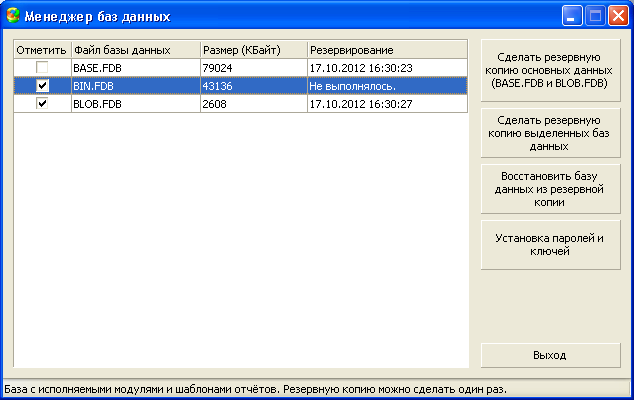 Менеджер баз данных
Отметить Файл базы данных Размер (КБайт) Резервирование
BASE.FDB 79024 17.10.2012 16:30:23
BIN.FDB 43136 Не выполнялось.
BLOB.FDB 2608 17.10.2012 16:30:27
Сделать резервную
копию основных данных
(BASE.FDB и BLOB.FDB)
Сделать резервную
копию выделенных баз
данных
Восстановить базу
данных из резервной
копии
Установка паролей и
ключей
Выход
База с исполняемыми модулями и шаблонами отчётов. Резервную копию можно сделать один раз.